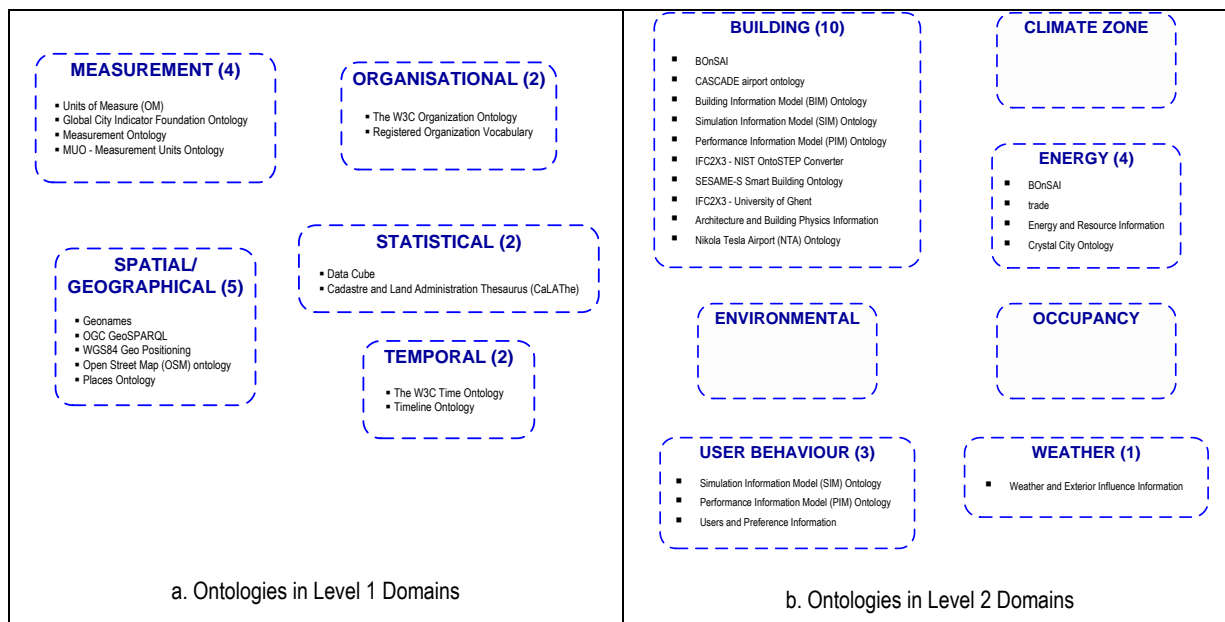 MEASUREMENT (4)
▪ Units of Measure (OM)
▪ Global City Indicator Foundation Ontology
▪ Measurement Ontology
▪ MUO - Measurement Units Ontology
ORGANISATIONAL (2)
▪ The W3C Organization Ontology
▪ Registered Organization Vocabulary
STATISTICAL (2)
▪ Data Cube
▪ Cadastre and Land Administration Thesaurus (CaLAThe)
SPATIAL/
GEOGRAPHICAL (5)
▪ Geonames
▪ OGC GeoSPARQL
▪ WGS84 Geo Positioning
▪ Open Street Map (OSM) ontology
▪ Places Ontology
TEMPORAL (2)
▪ The W3C Time Ontology
▪ Timeline Ontology
a. Ontologies in Level 1 Domains
BUILDING (10)
▪ BOnSAI
▪ CASCADE airport ontology
▪ Building Information Model (BIM) Ontology
▪ Simulation Information Model (SIM) Ontology
▪ Performance Information Model (PIM) Ontology
▪ IFC2X3 - NIST OntoSTEP Converter
▪ SESAME-S Smart Building Ontology
▪ IFC2X3 - University of Ghent
▪ Architecture and Building Physics Information
▪ Nikola Tesla Airport (NTA) Ontology
CLIMATE ZONE
ENERGY (4)
▪ BOnSAI
▪ trade
▪ Energy and Resource Information
▪ Crystal City Ontology
ENVIRONMENTAL
OCCUPANCY
USER BEHAVIOUR (3)
▪ Simulation Information Model (SIM) Ontology
▪ Performance Information Model (PIM) Ontology
▪ Users and Preference Information
WEATHER (1)
▪ Weather and Exterior Influence Information
b. Ontologies in Level 2 Domains